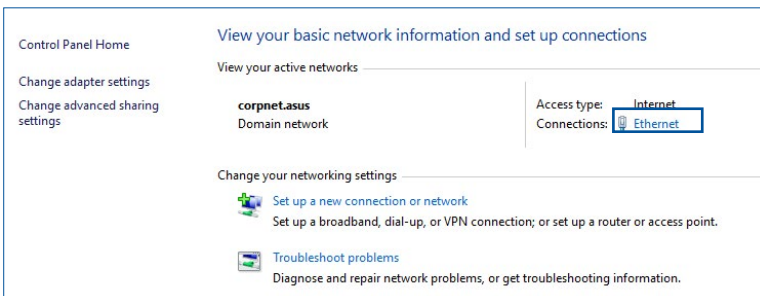 Control Panel Home
Change adapter settings
Change advanced sharing
settings
View your basic network information and set up connections
View your active networks
corpnet.asus
Domain network
Access type: Internet
Connections: Ethernet
Change your networking settings
Set up a new connection or network
Set up a broadband, dial-up, or VPN connection; or set up a router or access point.
Troubleshoot problems
Diagnose and repair network problems, or get troubleshooting information.